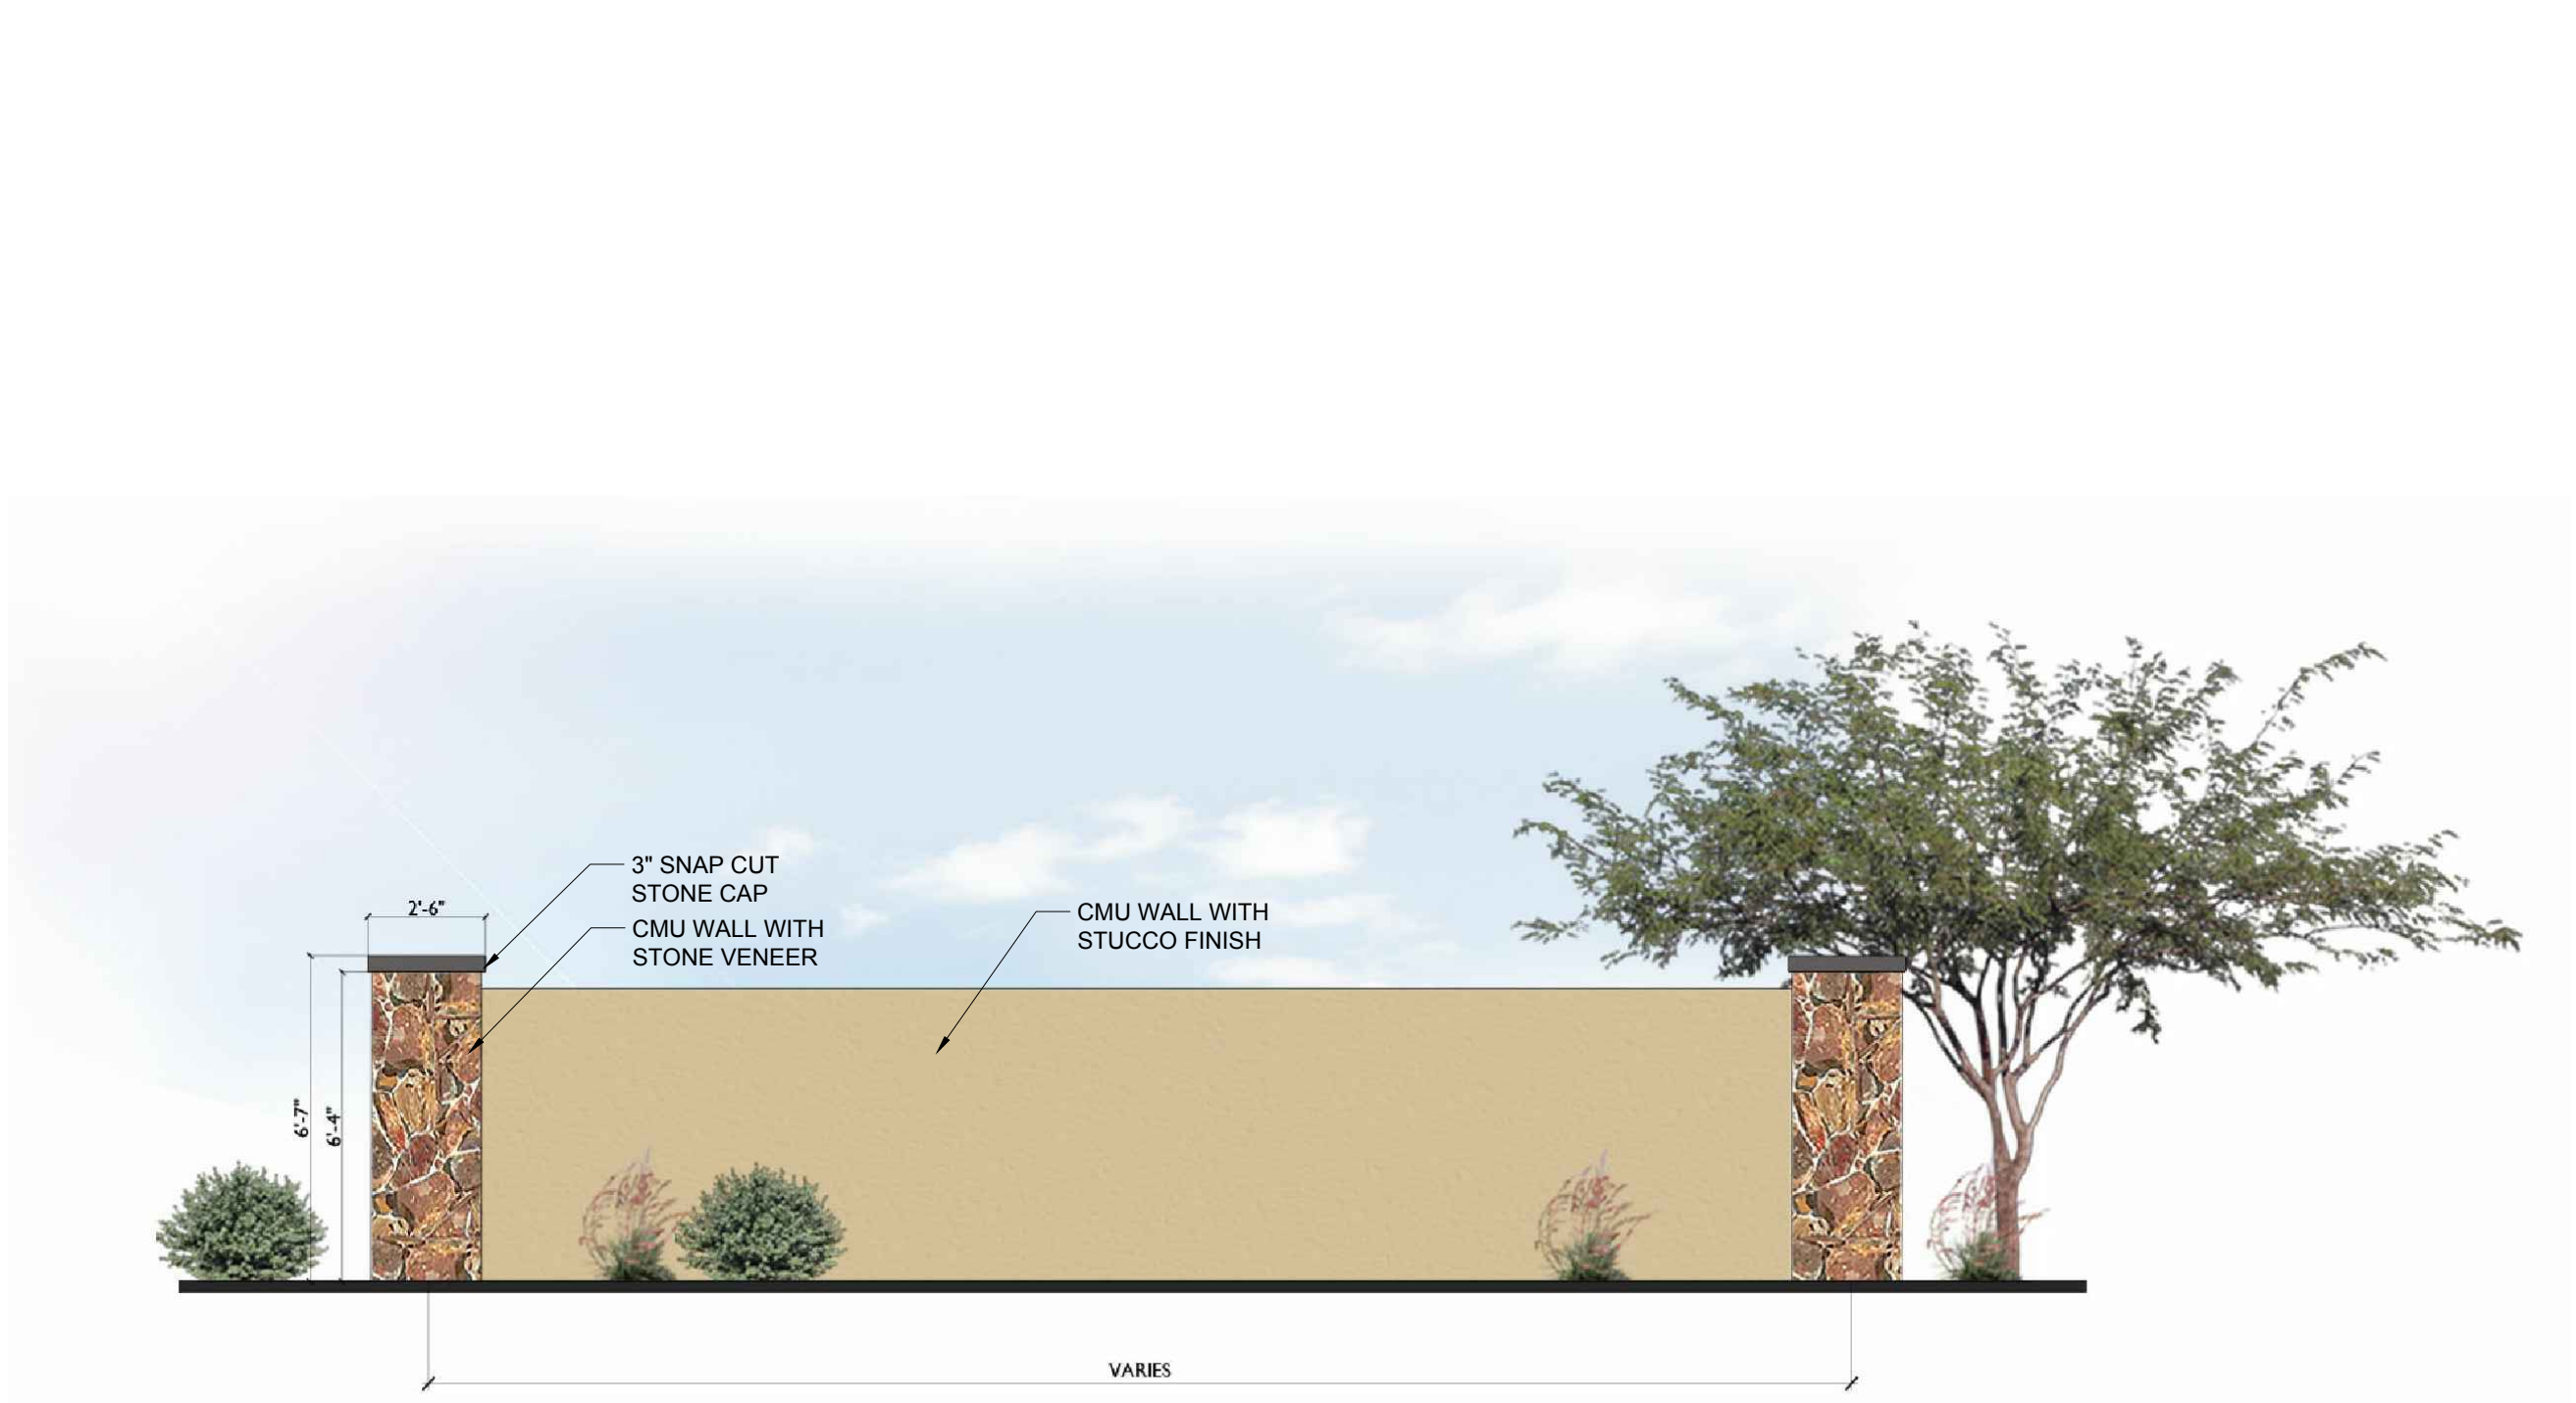 3" SNAP CUT
STONE CAP
2'-6"
CMU WALL WITH
STONE VENEER
CMU WALL WITH
STUCCO FINISH
6'-7"
6'-4"
VARIES